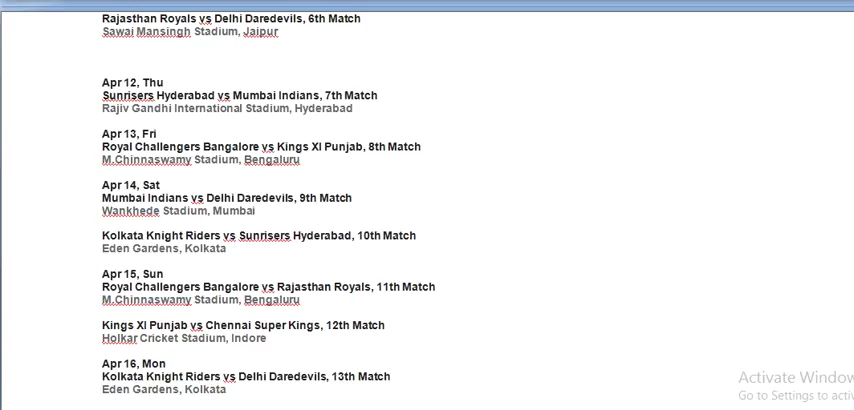 Rajasthan Royals vs Delhi Daredevils, 6th Match
Sawai Mansingh Stadium, Jaipur
Apr 12, Thu
Sunrisers Hyderabad vs Mumbai Indians, 7th Match
Rajiv Gandhi International Stadium, Hyderabad
Apr 13, Fri
Royal Challengers Bangalore vs Kings XI Punjab, 8th Match
M.Chinnaswamy Stadium, Bengaluru
Apr 14, Sat
Mumbai Indians vs Delhi Daredevils, 9th Match
Wankhede Stadium, Mumbai
Kolkata Knight Riders vs Sunrisers Hyderabad, 10th Match
Eden Gardens, Kolkata
Apr 15, Sun
Royal Challengers Bangalore vs Rajasthan Royals, 11th Match
M.Chinnaswamy Stadium, Bengaluru
Kings XI Punjab vs Chennai Super Kings, 12th Match
Holkar Cricket Stadium, Indore
Apr 16, Mon
Kolkata Knight Riders vs Delhi Daredevils, 13th Match
Eden Gardens, Kolkata
Activate Window
Go to Settings to activ